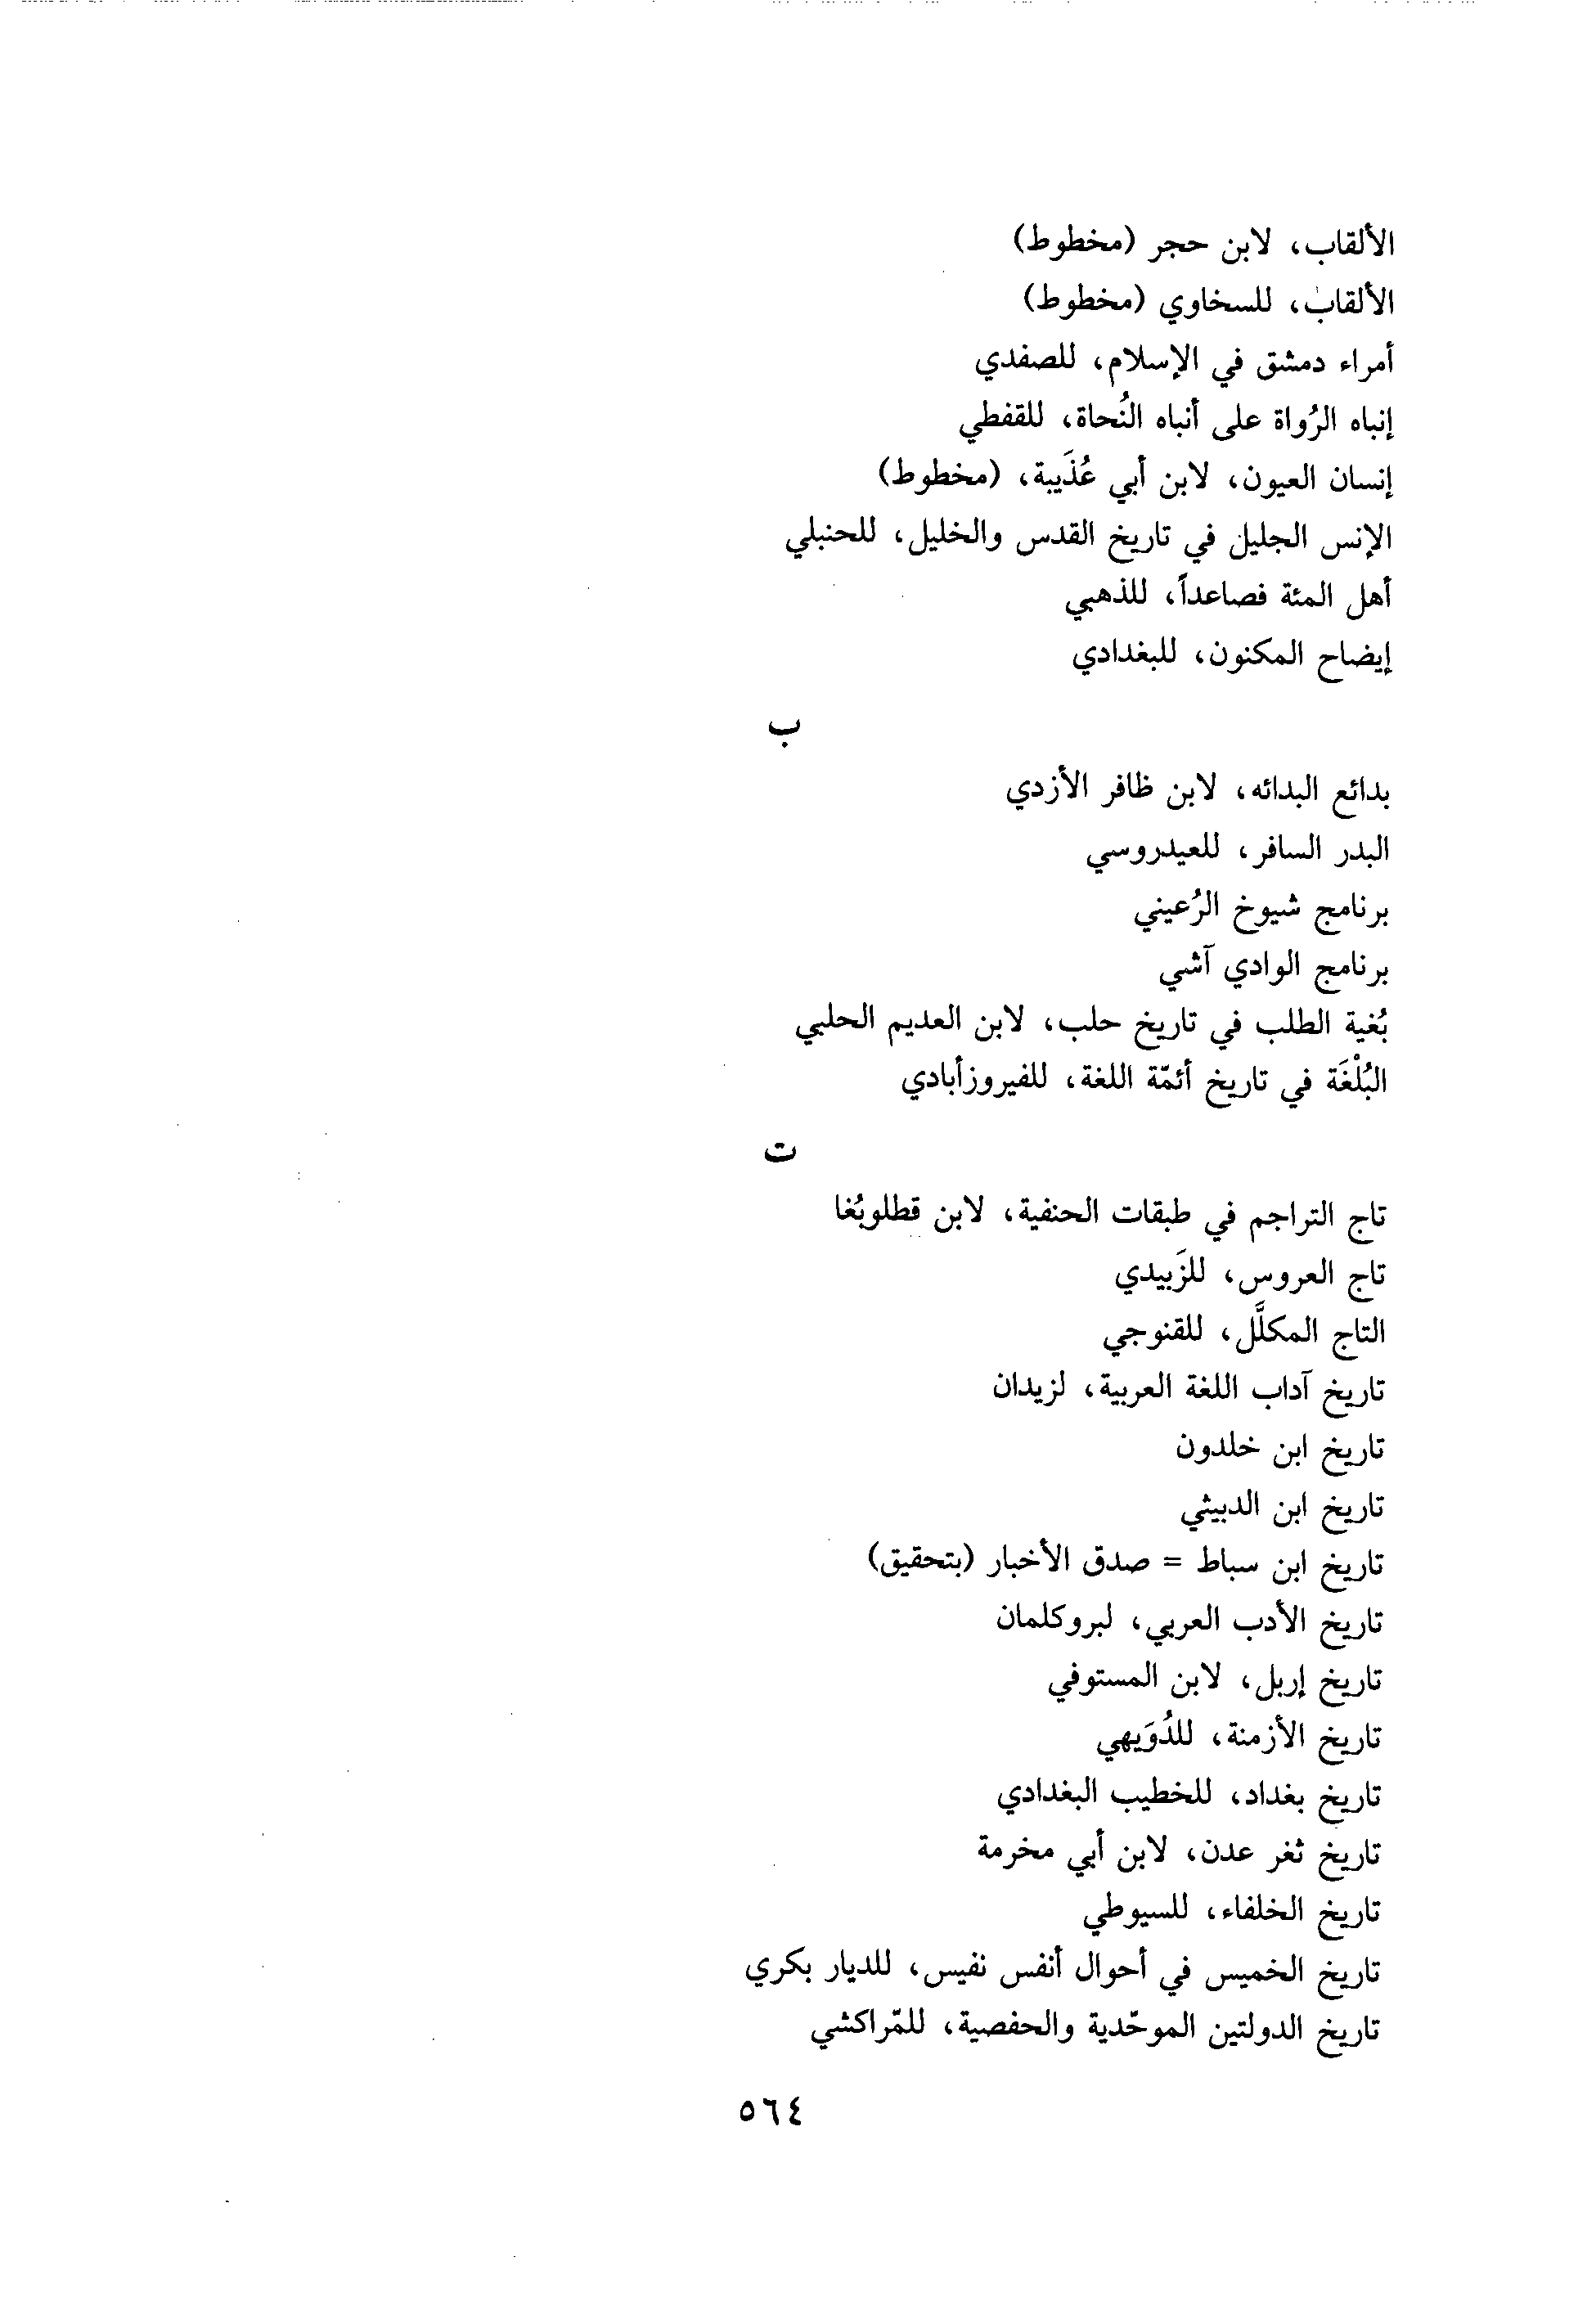 الألقاب، لابن حجر (مخطوط)
الألقاب، للسخاوي (مخطوط)
أمراء دمشق في الإسلام، للصفدي
إنباه الرُواة على أنباه النُحاة، للقفطي
إنسان العيون، لابن أبي عُذَيبة، (مخطوط)
الإنس الجليل في تاريخ القدس والخليل، للحنبلي
أهل المئة فصاعداً، للذهبي
إيضاح المكنون، للبغدادي
ب
بدائع البدائه، لابن ظافر الأزدي
البدر السافر، للعيدروسي
برنامج شيوخ الرُعيني
برنامج الوادي آشي
بُغية الطلب في تاريخ حلب، لابن العديم الحلبي
البُلْغَة في تاريخ أئمّة اللغة، للفيروزأبادي
ت
تاج التراجم في طبقات الحنفية، لابن قطلوبُغا
تاج العروس، للزَبيدي
التاج المكلَّل، للقنوجي
تاريخ آداب اللغة العربية، لزيدان
تاريخ ابن خلدون
تاريخ ابن الدبيثي
تاريخ ابن سباط = صدق الأخبار (بتحقيق)
تاريخ الأدب العربي، لبروكلمان
تاريخ إربل، لابن المستوفي
تاريخ الأزمنة، للدُوَيهي
تاريخ بغداد، للخطيب البغدادي
تاريخ ثغر عدن، لابن أبي مخرمة
تاريخ الخلفاء، للسيوطي
تاريخ الخميس في أحوال أنفس نفيس، للديار بكري
تاريخ الدولتين الموحّدية والحفصية، للمّراكشي
٥٦٤